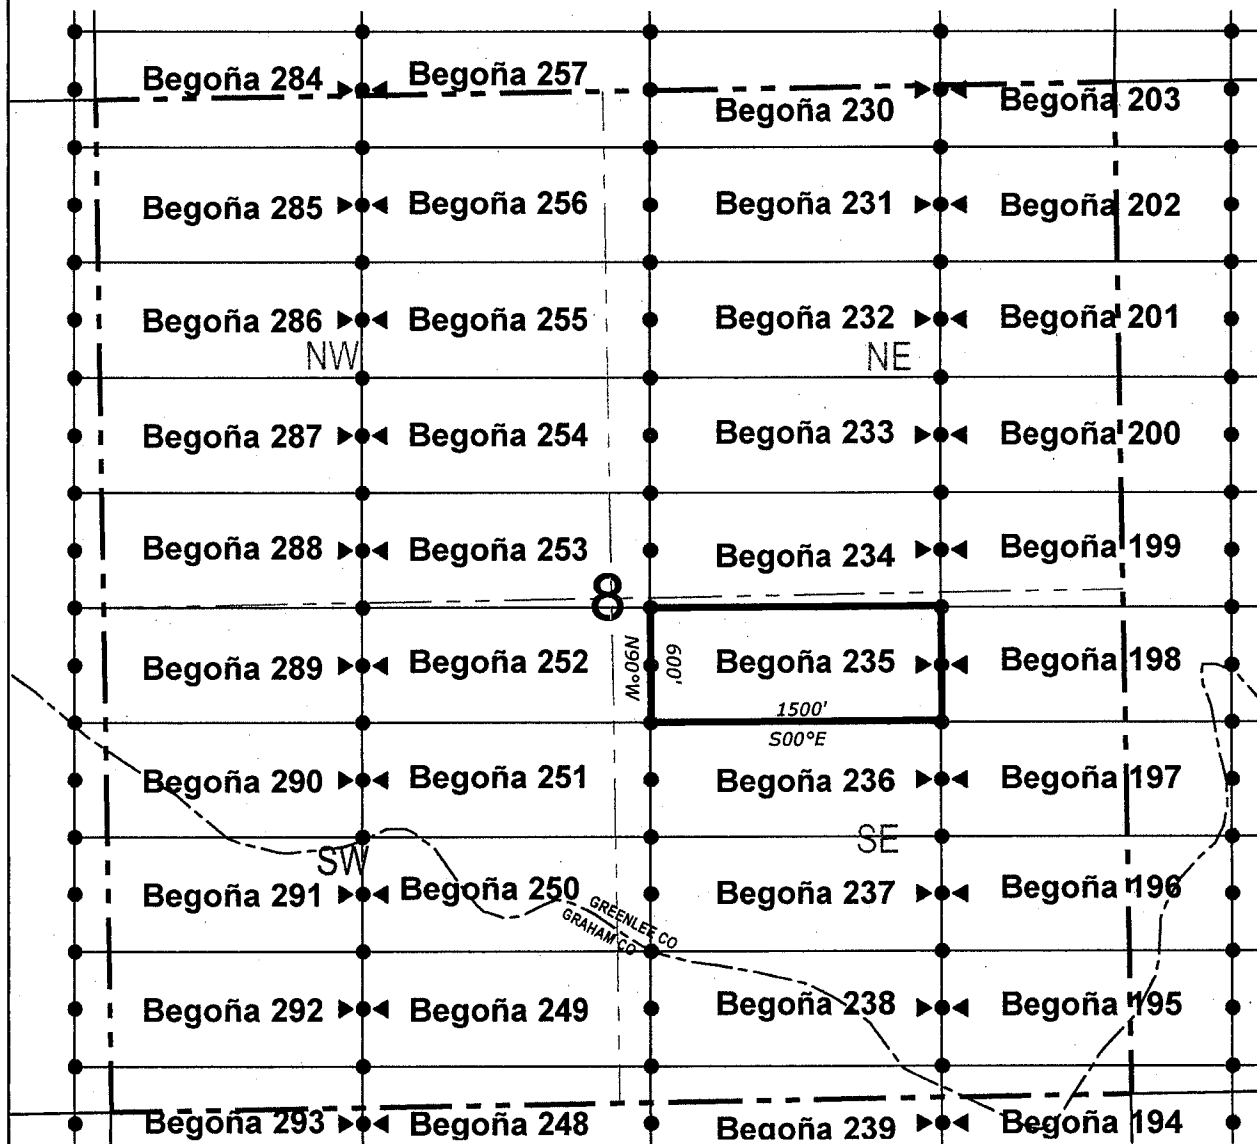 Begoña 284
Begoña 257
Begoña 230
Begoña 203
Begoña 285
Begoña 256
Begoña 231
Begoña 202
Begoña 286
Begoña 255
Begoña 232
Begoña 201
NW
NE
Begoña 287
Begoña 254
Begoña 233
Begoña 200
Begoña 288
Begoña 253
Begoña 234
Begoña 199
8
Begoña 289
Begoña 252
N90°W
600'
Begoña 235
Begoña 198
1500'
S00°E
Begoña 290
Begoña 251
Begoña 236
Begoña 197
SW
SE
Begoña 291
Begoña 250
Begoña 237
Begoña 196
GREENLEE CO
GRAHAM CO
Begoña 292
Begoña 249
Begoña 238
Begoña 195
Begoña 293
Begoña 248
Begoña 239
Begoña 194